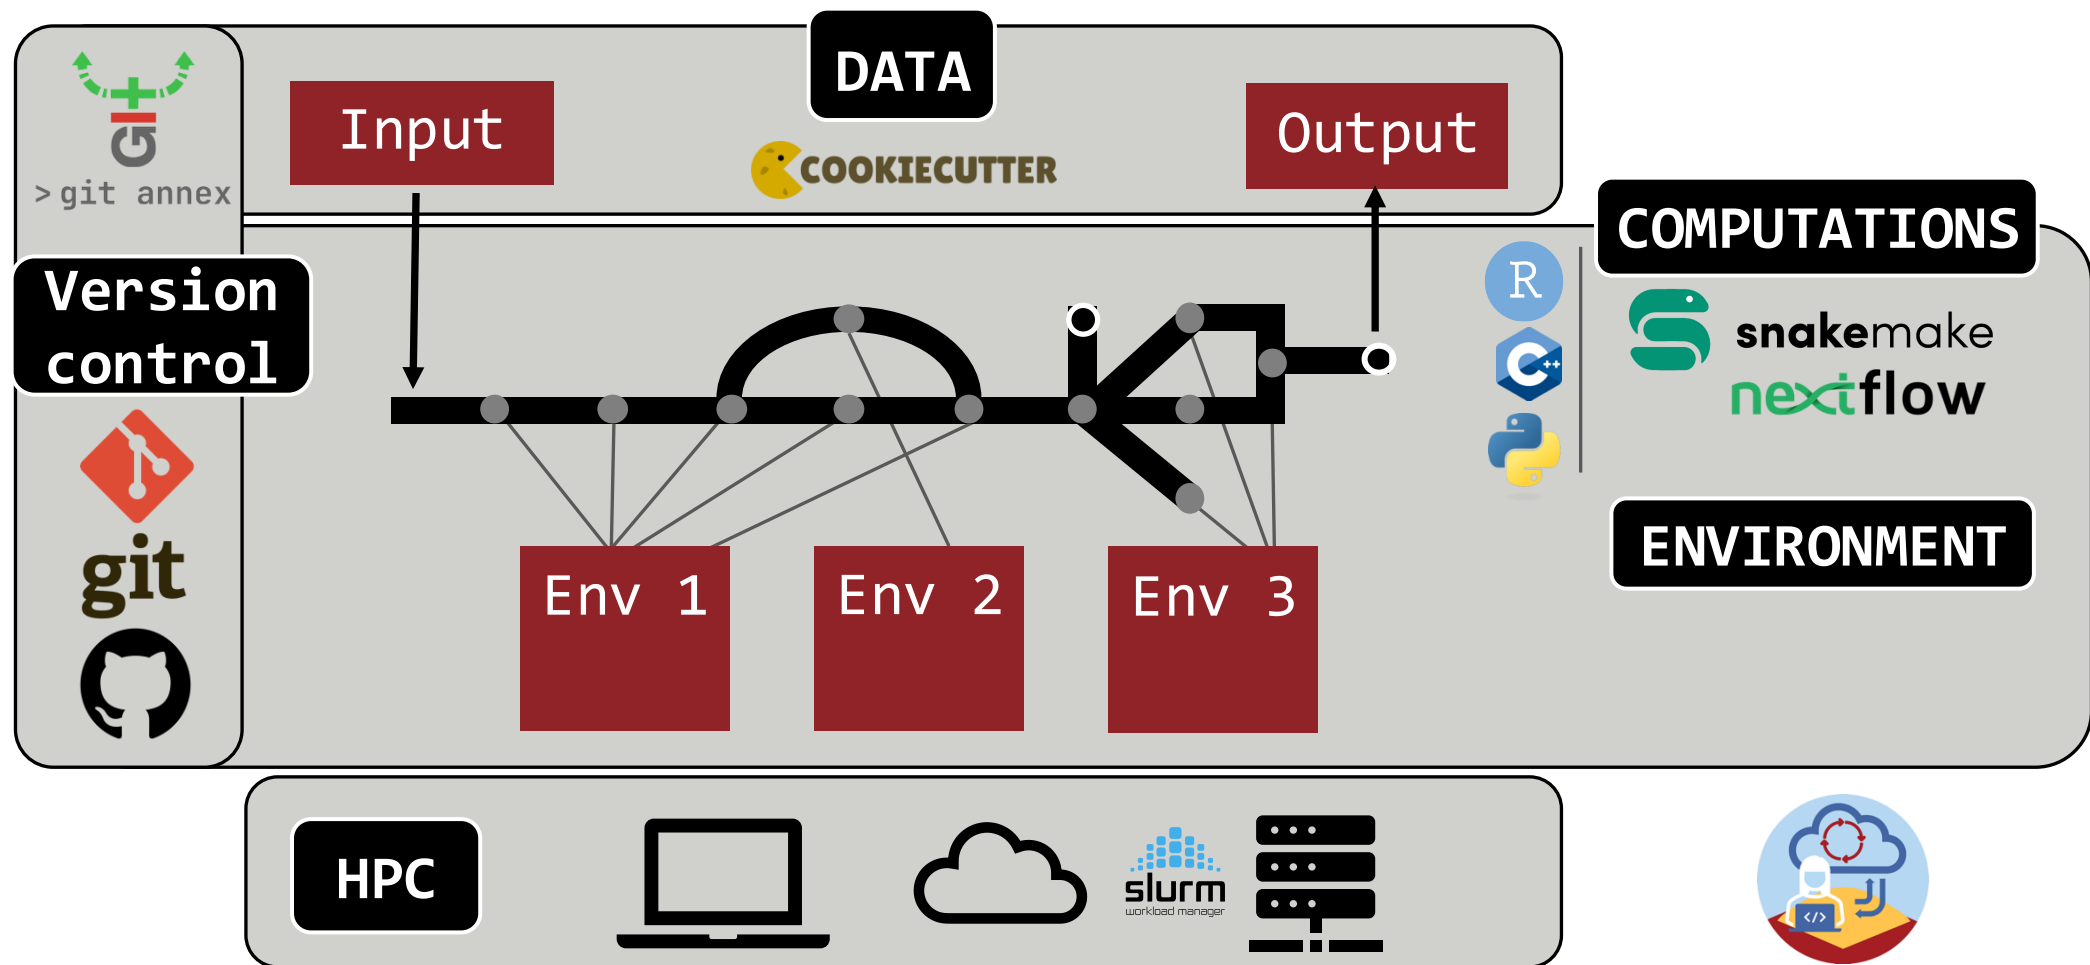 DATA
GIT
> git annex
Input
COOKIECUTTER
Output
COMPUTATIONS
Version
control
R
C++
snakemake
nextflow
git
ENVIRONMENT
Env 1
Env 2
Env 3
HPC
slurm
workload manager
</>